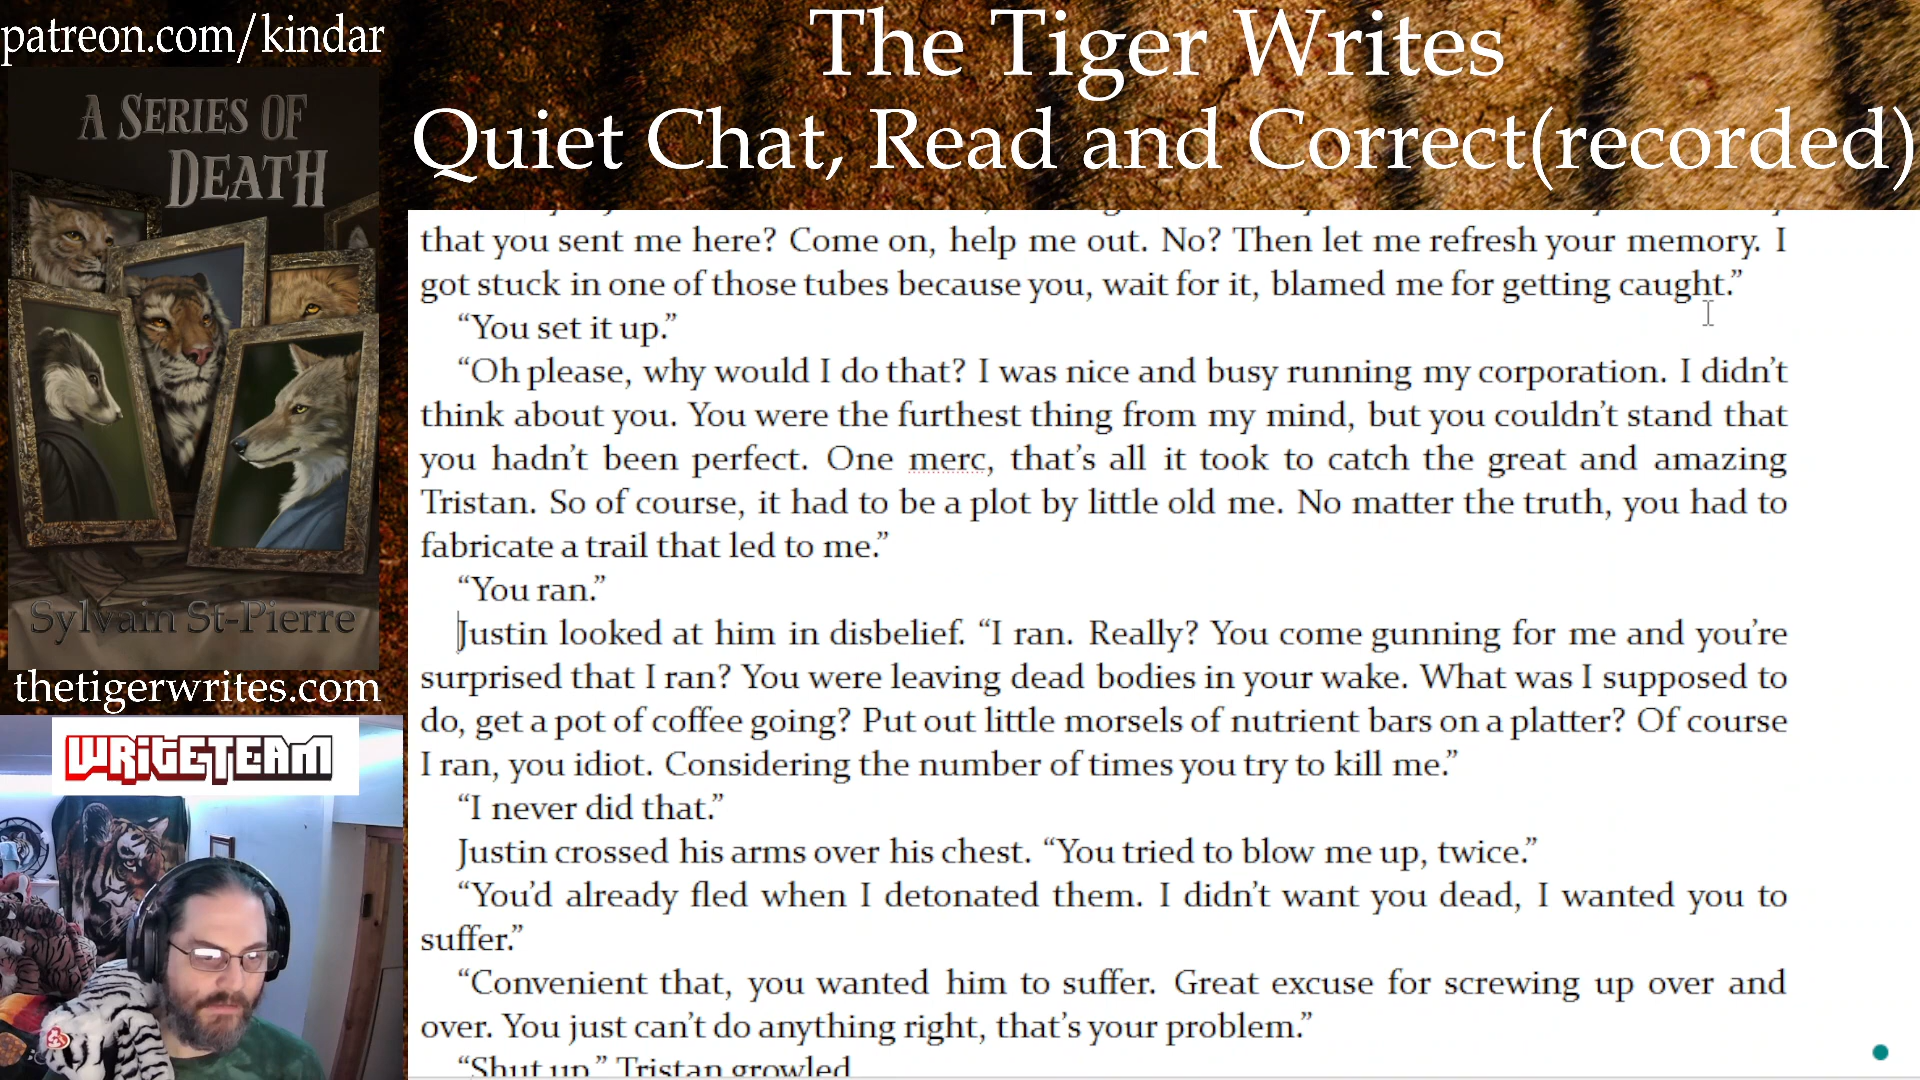 patreon.com/kindar
The Tiger Writes
Quiet Chat, Read and Correct(recorded)
A SERIES OF
DEATH
Sylvain St-Pierre
thetigerwrites.com
WRITETEAM
that you sent me here? Come on, help me out. No? Then let me refresh your memory. I
got stuck in one of those tubes because you, wait for it, blamed me for getting caught.”
“You set it up.”
“Oh please, why would I do that? I was nice and busy running my corporation. I didn’t
think about you. You were the furthest thing from my mind, but you couldn’t stand that
you hadn’t been perfect. One merc, that’s all it took to catch the great and amazing
Tristan. So of course, it had to be a plot by little old me. No matter the truth, you had to
fabricate a trail that led to me.”
“You ran.”
Justin looked at him in disbelief. “I ran. Really? You come gunning for me and you’re
surprised that I ran? You were leaving dead bodies in your wake. What was I supposed to
do, get a pot of coffee going? Put out little morsels of nutrient bars on a platter? Of course
I ran, you idiot. Considering the number of times you try to kill me.”
“I never did that.”
Justin crossed his arms over his chest. “You tried to blow me up, twice.”
“You’d already fled when I detonated them. I didn’t want you dead, I wanted you to
suffer.”
“Convenient that, you wanted him to suffer. Great excuse for screwing up over and
over. You just can’t do anything right, that’s your problem.”
“Shut up,” Tristan growled